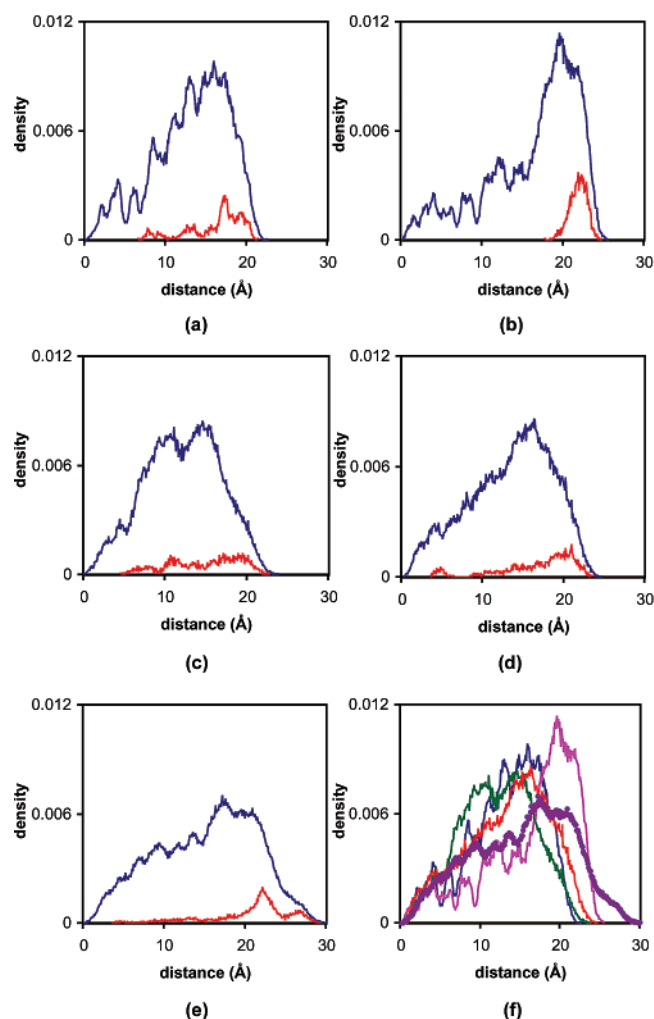 0.012 0.012
density 0.006 density 0.006
0 0
0 10 20 30 0 10 20 30
distance (Å) distance (Å)
(a) (b)
0.012 0.012
density 0.006 density 0.006
0 0
0 10 20 30 0 10 20 30
distance (Å) distance (Å)
(c) (d)
0.012 0.012
density 0.006 density 0.006
0 0
0 10 20 30 0 10 20 30
distance (Å) distance (Å)
(e) (f)